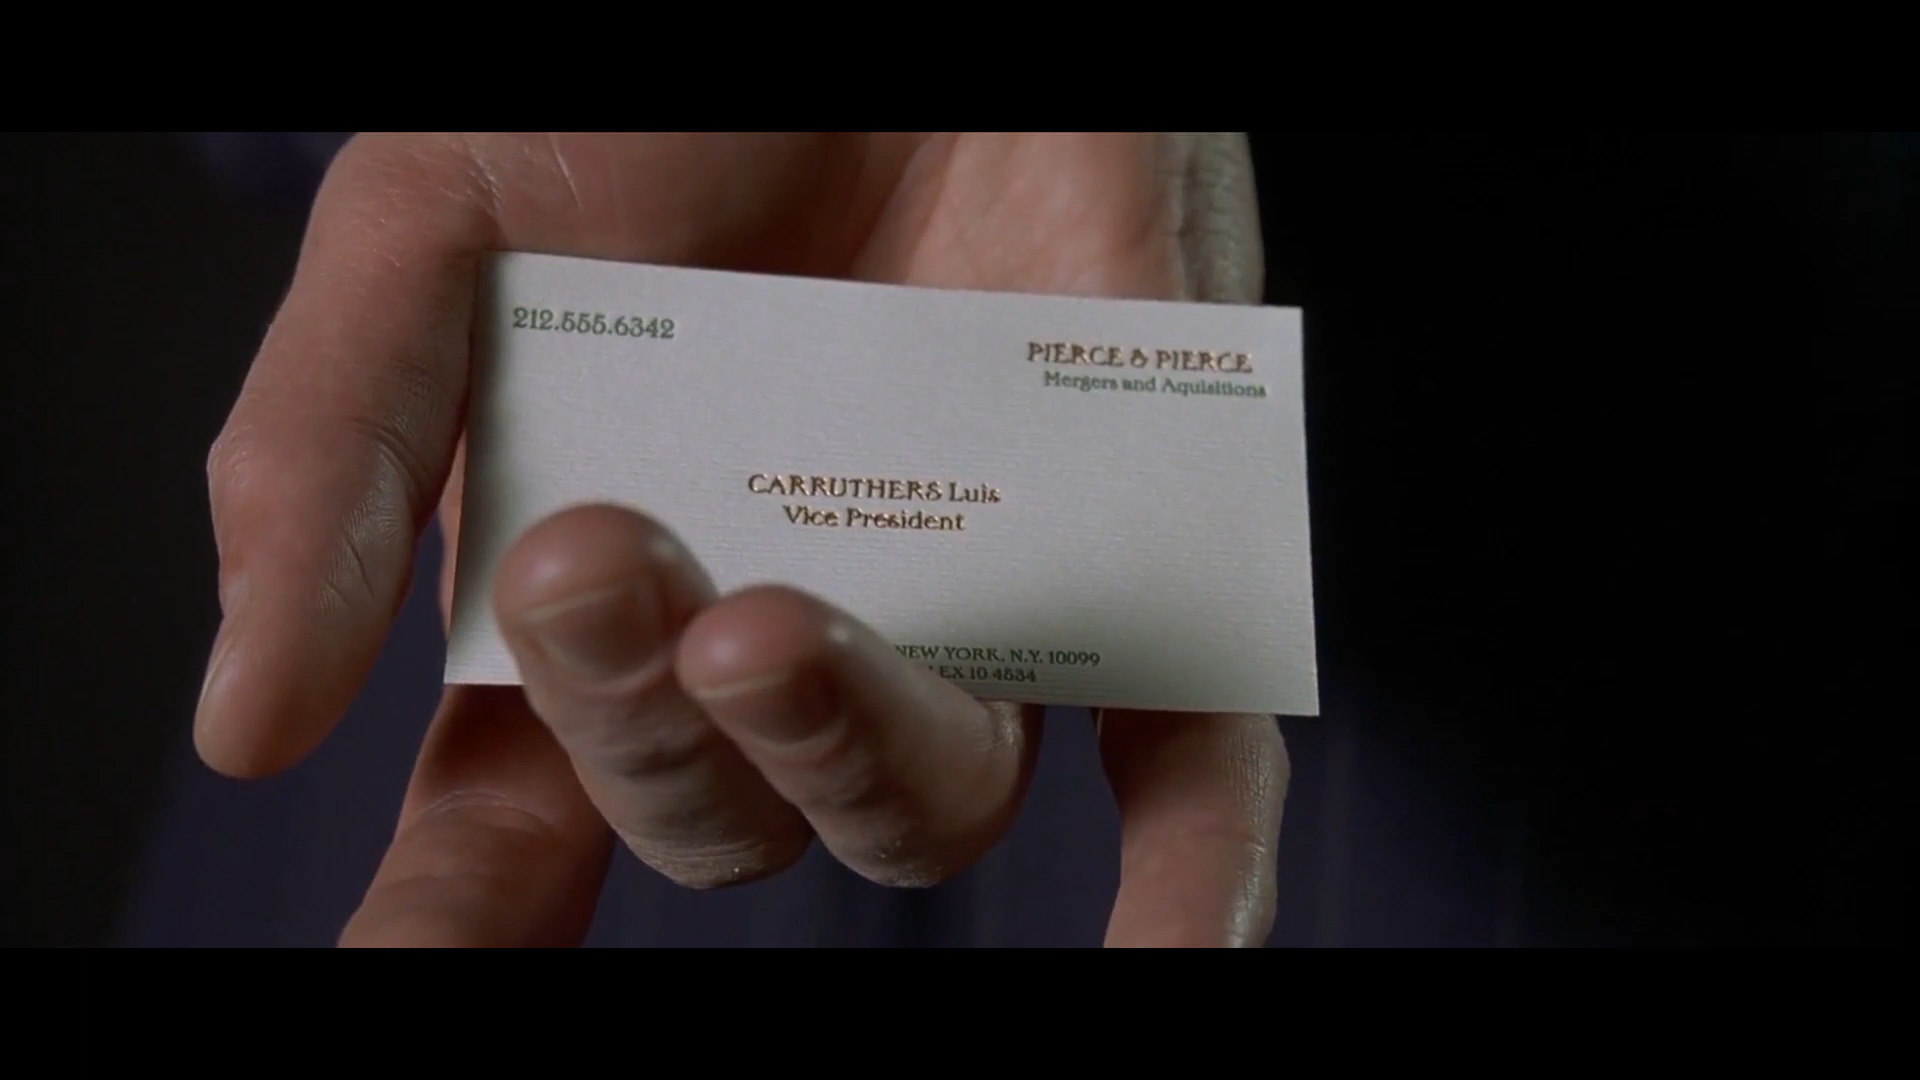 212.555.6342
PIERCE & PIERCE
Mergers and Aquisitions
CARRUTHERS Luis
Vice President
NEW YORK, N.Y. 10099
EX 10 4534